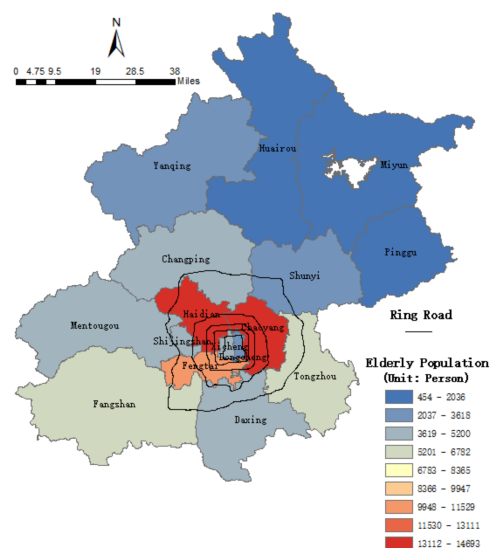 N
0 4.75 9.5 19 28.5 38
Miles
Huairou
Yanqing
Miyun
Pinggu
Changping
Shunyi
Ring Road
Haidian
Chaoyang
Mentougou
Shijingshan
Xicheng
Dongcheng
Fengtai
Tongzhou
Fangshan
Daxing
Elderly Population
(Unit: Person)
454 - 2036
2037 - 3618
3619 - 5200
5201 - 6782
6783 - 8365
8366 - 9947
9948 - 11529
11530 - 13111
13112 - 14693